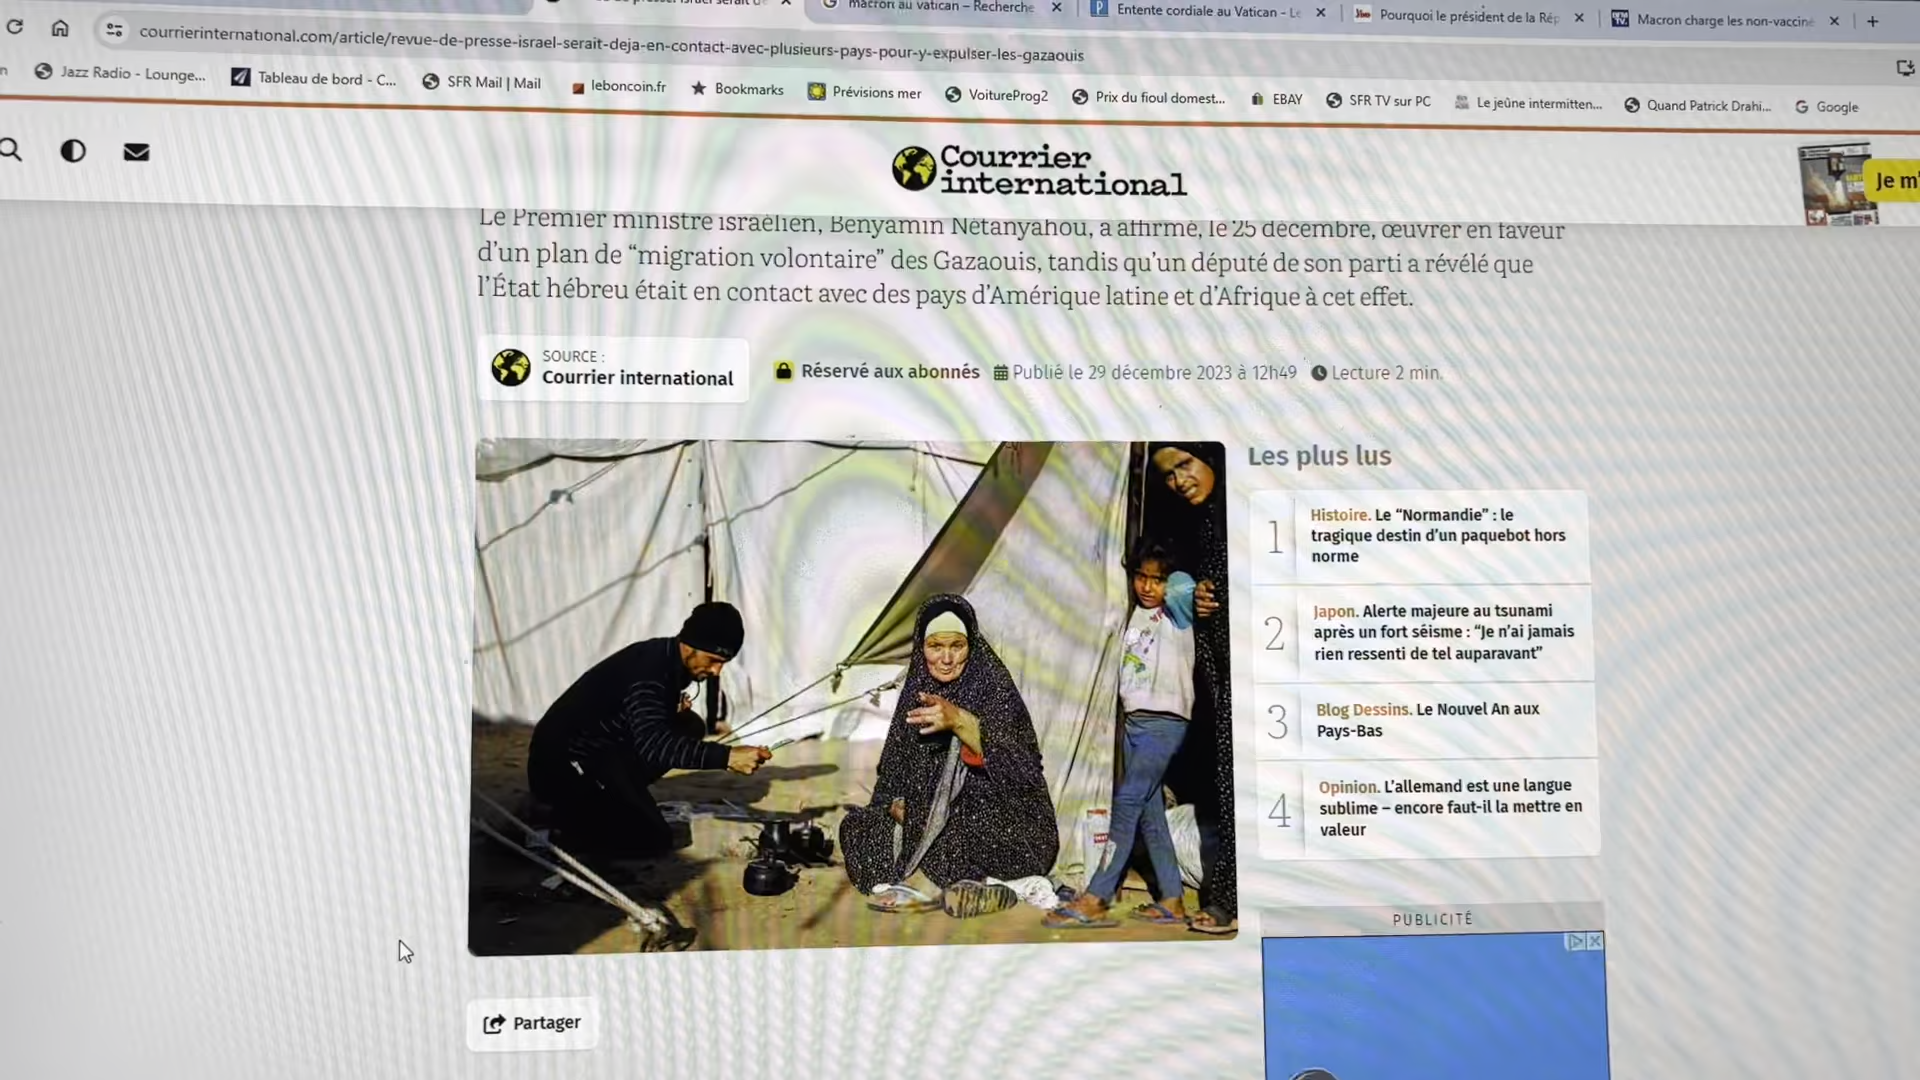 macron au vatican – Recherche
Entente cordiale au Vatican - Le
Pourquoi le président de la Rép
Macron charge les non-vaccin
courrierinternational.com/article/revue-de-presse-israel-serait-deja-en-contact-avec-plusieurs-pays-pour-y-expulser-les-gazaouis
Jazz Radio - Lounge...
Tableau de bord - C...
SFR Mail | Mail
leboncoin.fr
Bookmarks
Prévisions mer
VoitureProg2
Prix du fioul domest...
EBAY
SFR TV sur PC
Le jeûne intermitten...
Quand Patrick Drahi...
Google
Courrier
international
Je m'
Le Premier ministre israélien, Benyamin Nétanyahou, a affirmé, le 25 décembre, œuvrer en faveur
d'un plan de “migration volontaire” des Gazaouis, tandis qu'un député de son parti a révélé que
l'État hébreu était en contact avec des pays d'Amérique latine et d'Afrique à cet effet.
SOURCE :
Courrier international
Réservé aux abonnés
Publié le 29 décembre 2023 à 12h49
Lecture 2 min.
Les plus lus
1
Histoire. Le “Normandie” : le
tragique destin d'un paquebot hors
norme
2
Japon. Alerte majeure au tsunami
après un fort séisme : “Je n'ai jamais
rien ressenti de tel auparavant”
3
Blog Dessins. Le Nouvel An aux
Pays-Bas
4
Opinion. L'allemand est une langue
sublime – encore faut-il la mettre en
valeur
PUBLICITÉ
Partager